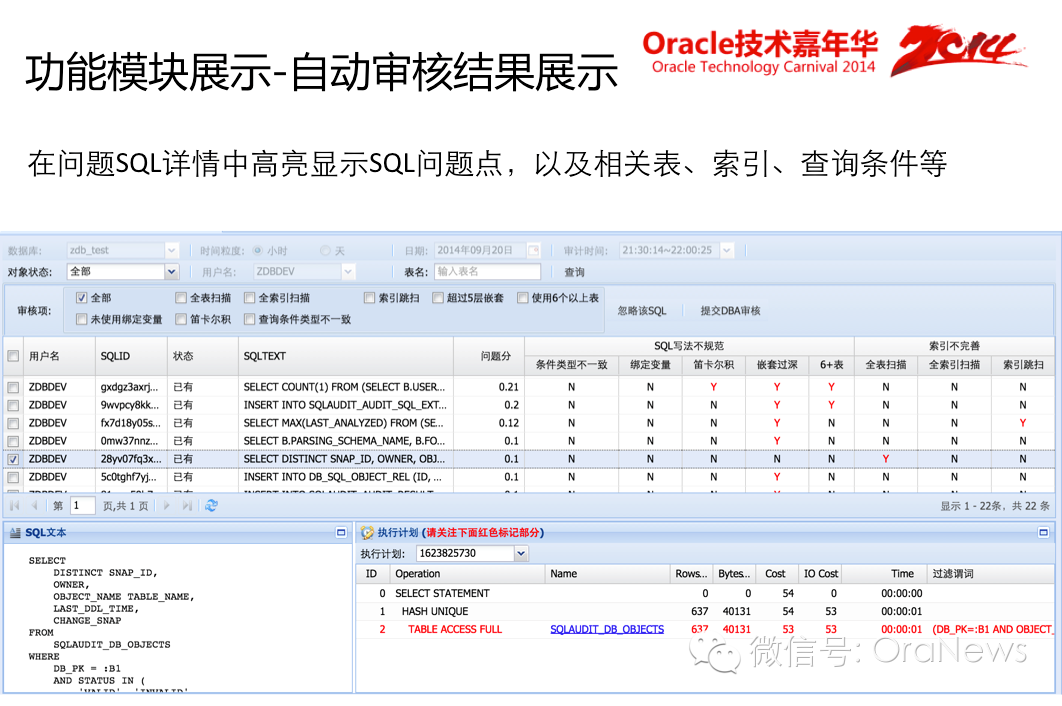 功能模块展示-自动审核结果展示
Oracle技术嘉年华
Oracle Technology Carnival 2014
2014
在问题SQL详情中高亮显示SQL问题点，以及相关表、索引、查询条件等
数据库: zdb_test 时间粒度: 小时 天 日期: 2014年09月20日 审计时间: 21:30:14~22:00:25
对象状态: 全部 用户名: ZDBDEV 表名: 输入表名 查询
审核项: 全部 全表扫描 全索引扫描 索引跳扫 超过5层嵌套 使用6个以上表
未使用绑定变量 笛卡尔积 查询条件类型不一致
忽略该SQL 提交DBA审核
用户名 SQLID 状态 SQLTEXT 问题分 SQL写法不规范 索引不完善
条件类型不一致 绑定变量 笛卡尔积 嵌套过深 6+表 全表扫描 全索引扫描 索引跳扫
ZDBDEV gxdgz3axrj... 已有 SELECT COUNT(1) FROM (SELECT B.USER... 0.21 N N Y Y Y N N N
ZDBDEV 9wvpcy8kk... 已有 INSERT INTO SQLAUDIT_AUDIT_SQL_EXT... 0.2 N N N Y Y N N N
ZDBDEV fx7d18y05s... 已有 SELECT MAX(LAST_ANALYZED) FROM (SE... 0.12 N N N Y N N N Y
ZDBDEV 0mw37nnz... 已有 SELECT B.PARSING_SCHEMA_NAME, B.FO... 0.1 N N N Y N N N N
ZDBDEV 28yv07fq3x... 已有 SELECT DISTINCT SNAP_ID, OWNER, OBJ... 0.1 N N N N N Y N N
ZDBDEV 5c0tghf7yj... 已有 INSERT INTO DB_SQL_OBJECT_REL (ID, ... 0.1 N N N Y N N N N
第 1 页,共 1 页 显示 1 - 22条，共 22 条
SQL文本
SELECT
DISTINCT SNAP_ID,
OWNER,
OBJECT_NAME TABLE_NAME,
LAST_DDL_TIME,
CHANGE_SNAP
FROM
SQLAUDIT_DB_OBJECTS
WHERE
DB_PK = :B1
AND STATUS IN (
'VALID', 'INVALID'
执行计划 (请关注下面红色标记部分)
执行计划: 1623825730
ID Operation Name Rows... Bytes... Cost IO Cost Time 过滤谓词
0 SELECT STATEMENT 0 0 54 0 00:00:00
1 HASH UNIQUE 637 40131 54 53 00:00:01
2 TABLE ACCESS FULL SQLAUDIT_DB_OBJECTS 637 40131 53 53 00:00:01 (DB_PK=:B1 AND OBJECT_
微信号: OraNews